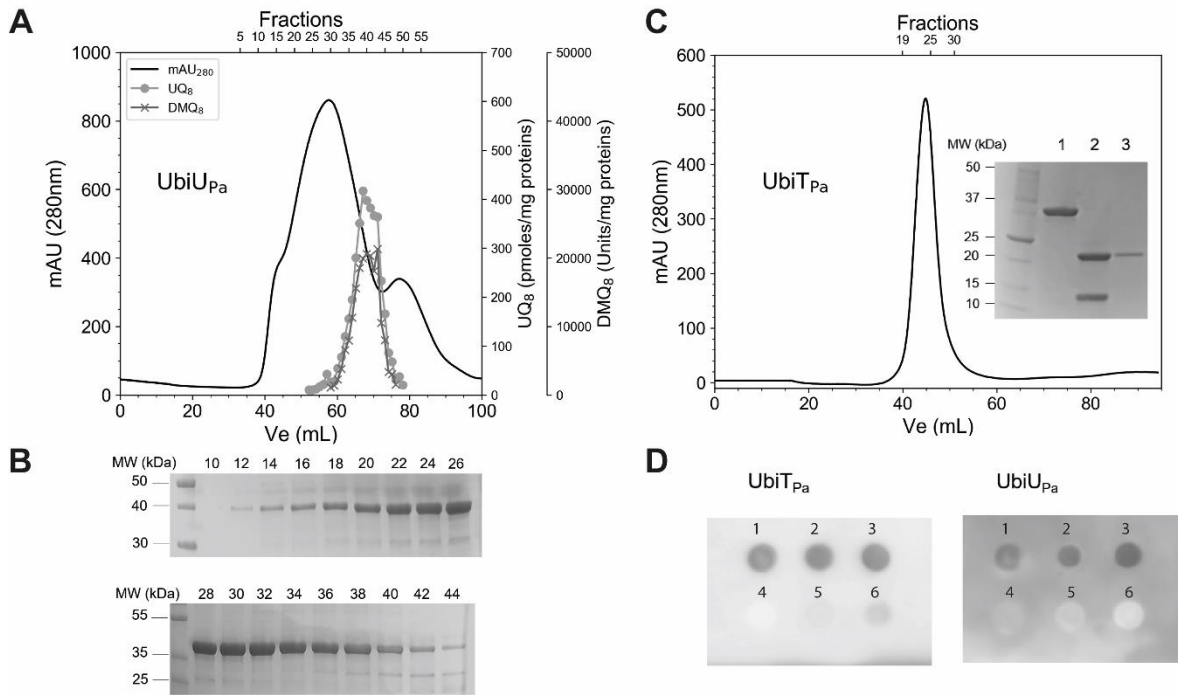 A
Fractions
5 10 15 20 25 30 35 40 45 50 55
1000
800
600
400
200
0
mAU (280nm)
mAU280
UQ8
DMQ8
UbiUPa
700
600
500
400
300
200
100
0
UQ8 (pmoles/mg proteins)
50000
40000
30000
20000
10000
0
DMQ8 (Units/mg proteins)
0 20 40 60 80 100
Ve (mL)
B
MW (kDa) 10 12 14 16 18 20 22 24 26
50
40
30
MW (kDa) 28 30 32 34 36 38 40 42 44
55
35
25
C
Fractions
19 25 30
600
500
400
300
200
100
0
mAU (280nm)
UbiTPa
MW (kDa) 1 2 3
50
37
25
20
15
10
0 20 40 60 80
Ve (mL)
D
UbiTPa
1 2 3
4 5 6
UbiUPa
1 2 3
4 5 6